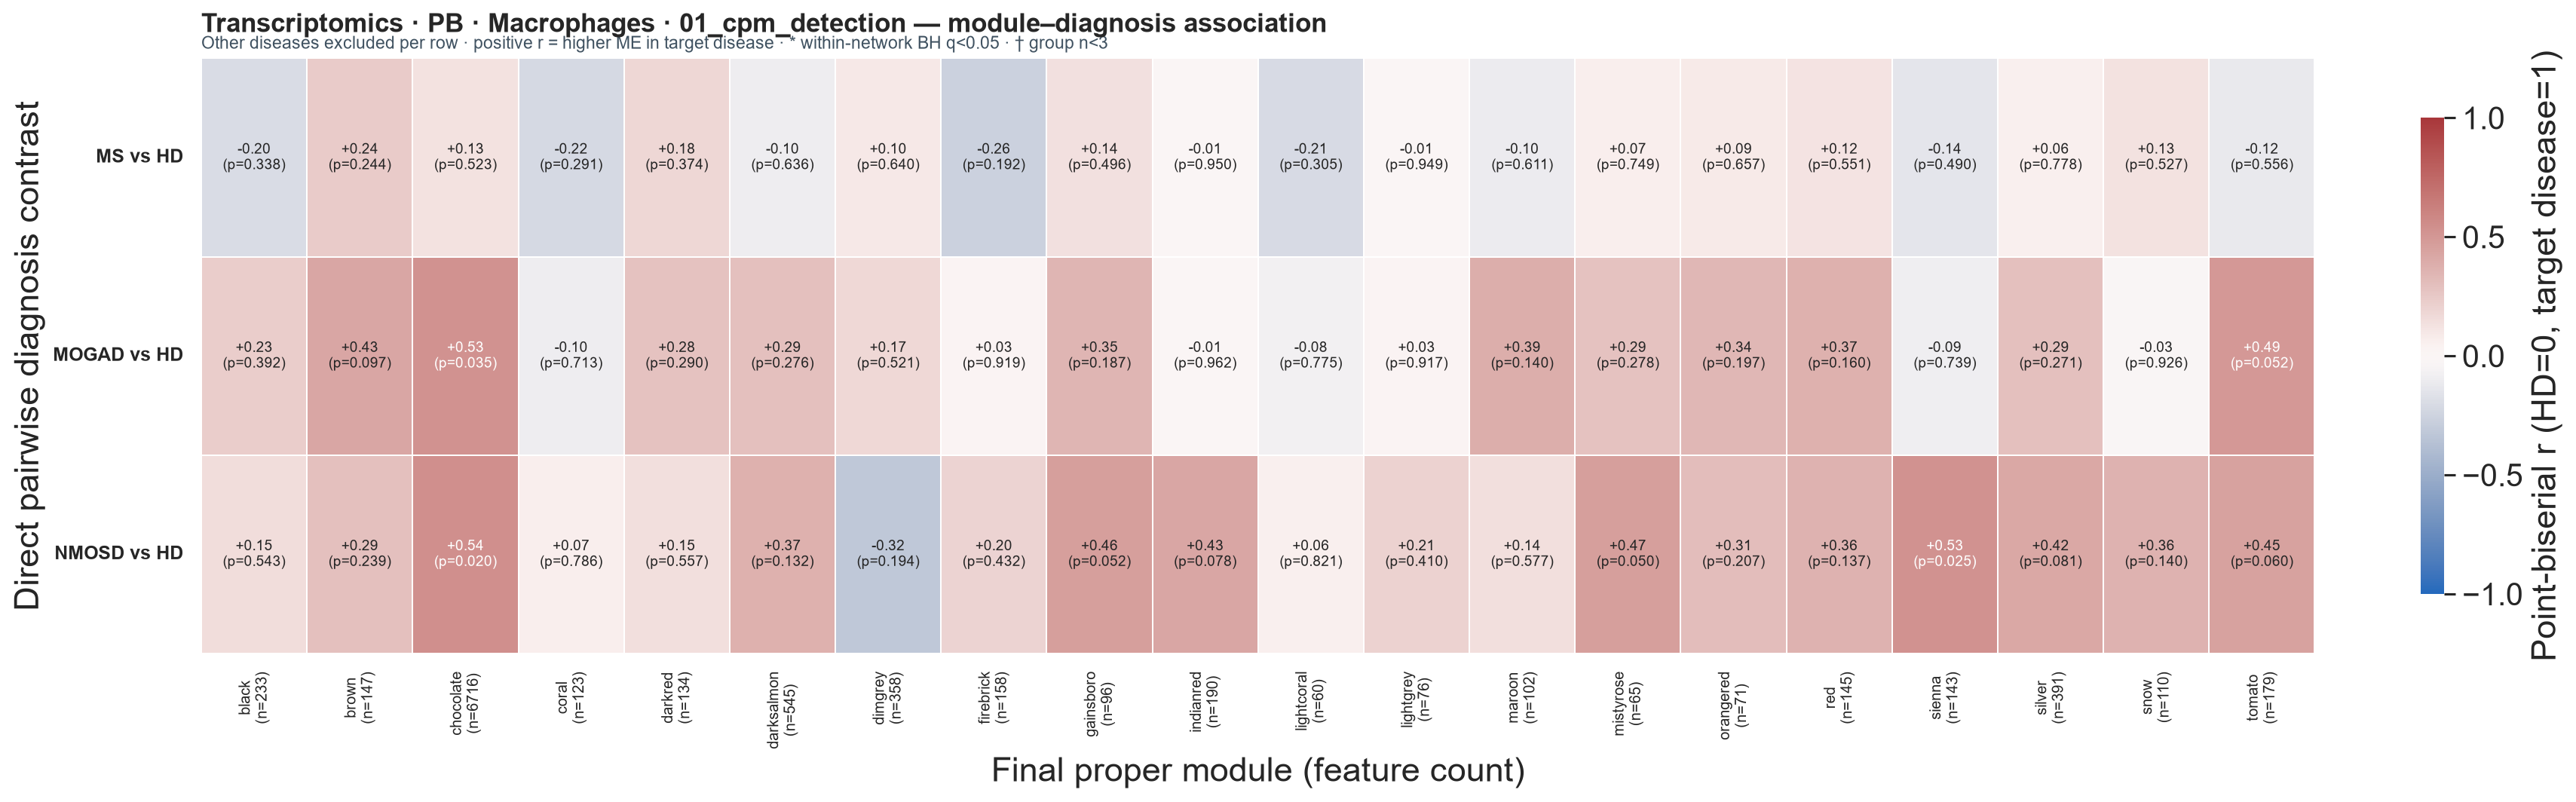 Transcriptomics · PB · Macrophages · 01_cpm_detection — module–diagnosis association
Other diseases excluded per row · positive r = higher ME in target disease · * within-network BH q<0.05 · † group n<3
Direct pairwise diagnosis contrast
MS vs HD
-0.20 +0.24 +0.13 -0.22 +0.18 -0.10 +0.10 -0.26 +0.14 -0.01 -0.21 -0.01 -0.10 +0.07 +0.09 +0.12 -0.14 +0.06 +0.13 -0.12
(p=0.338) (p=0.244) (p=0.523) (p=0.291) (p=0.374) (p=0.636) (p=0.640) (p=0.192) (p=0.496) (p=0.950) (p=0.305) (p=0.949) (p=0.611) (p=0.749) (p=0.657) (p=0.551) (p=0.490) (p=0.778) (p=0.527) (p=0.556)
MOGAD vs HD
+0.23 +0.43 +0.53 -0.10 +0.28 +0.29 +0.17 +0.03 +0.35 -0.01 -0.08 +0.03 +0.39 +0.29 +0.34 +0.37 -0.09 +0.29 -0.03 +0.49
(p=0.392) (p=0.097) (p=0.035) (p=0.713) (p=0.290) (p=0.276) (p=0.521) (p=0.919) (p=0.187) (p=0.962) (p=0.775) (p=0.917) (p=0.140) (p=0.278) (p=0.197) (p=0.160) (p=0.739) (p=0.271) (p=0.926) (p=0.052)
NMOSD vs HD
+0.15 +0.29 +0.54 +0.07 +0.15 +0.37 -0.32 +0.20 +0.46 +0.43 +0.06 +0.21 +0.14 +0.47 +0.31 +0.36 +0.53 +0.42 +0.36 +0.45
(p=0.543) (p=0.239) (p=0.020) (p=0.786) (p=0.557) (p=0.132) (p=0.194) (p=0.432) (p=0.052) (p=0.078) (p=0.821) (p=0.410) (p=0.577) (p=0.050) (p=0.207) (p=0.137) (p=0.025) (p=0.081) (p=0.140) (p=0.060)
black
(n=233)
brown
(n=147)
chocolate
(n=6716)
coral
(n=123)
darkred
(n=134)
darksalmon
(n=545)
dimgrey
(n=358)
firebrick
(n=158)
gainsboro
(n=96)
indianred
(n=190)
lightcoral
(n=60)
lightgrey
(n=76)
maroon
(n=102)
mistyrose
(n=65)
orangered
(n=71)
red
(n=145)
sienna
(n=143)
silver
(n=391)
snow
(n=110)
tomato
(n=179)
Final proper module (feature count)
1.0
0.5
0.0
−0.5
−1.0
Point-biserial r (HD=0, target disease=1)